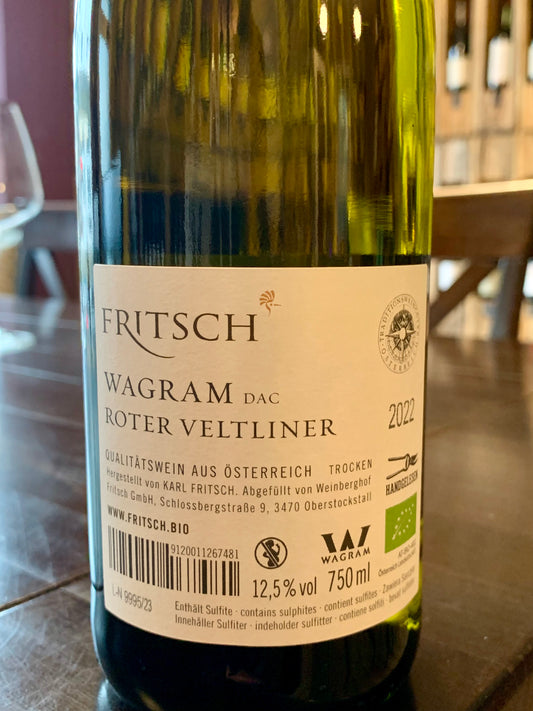 FRITSCH
WAGRAM DAC
ROTER VELTLINER
2022
QUALITÄTSWEIN AUS ÖSTERREICH TROCKEN
Hergestellt von KARL FRITSCH. Abgefüllt von Weinberghof
Fritsch GmbH, Schlossbergstraße 9, 3470 Oberstockstall
HANDGELESEN
WWW.FRITSCH.BIO
9120011267481
WAGRAM
12,5% vol 750 ml
L-N 9995/23
Enthält Sulfite · contains sulphites · contient sulfites ·
Innehåller Sulfiter · indeholder sulfitter · contiene solfiti ·